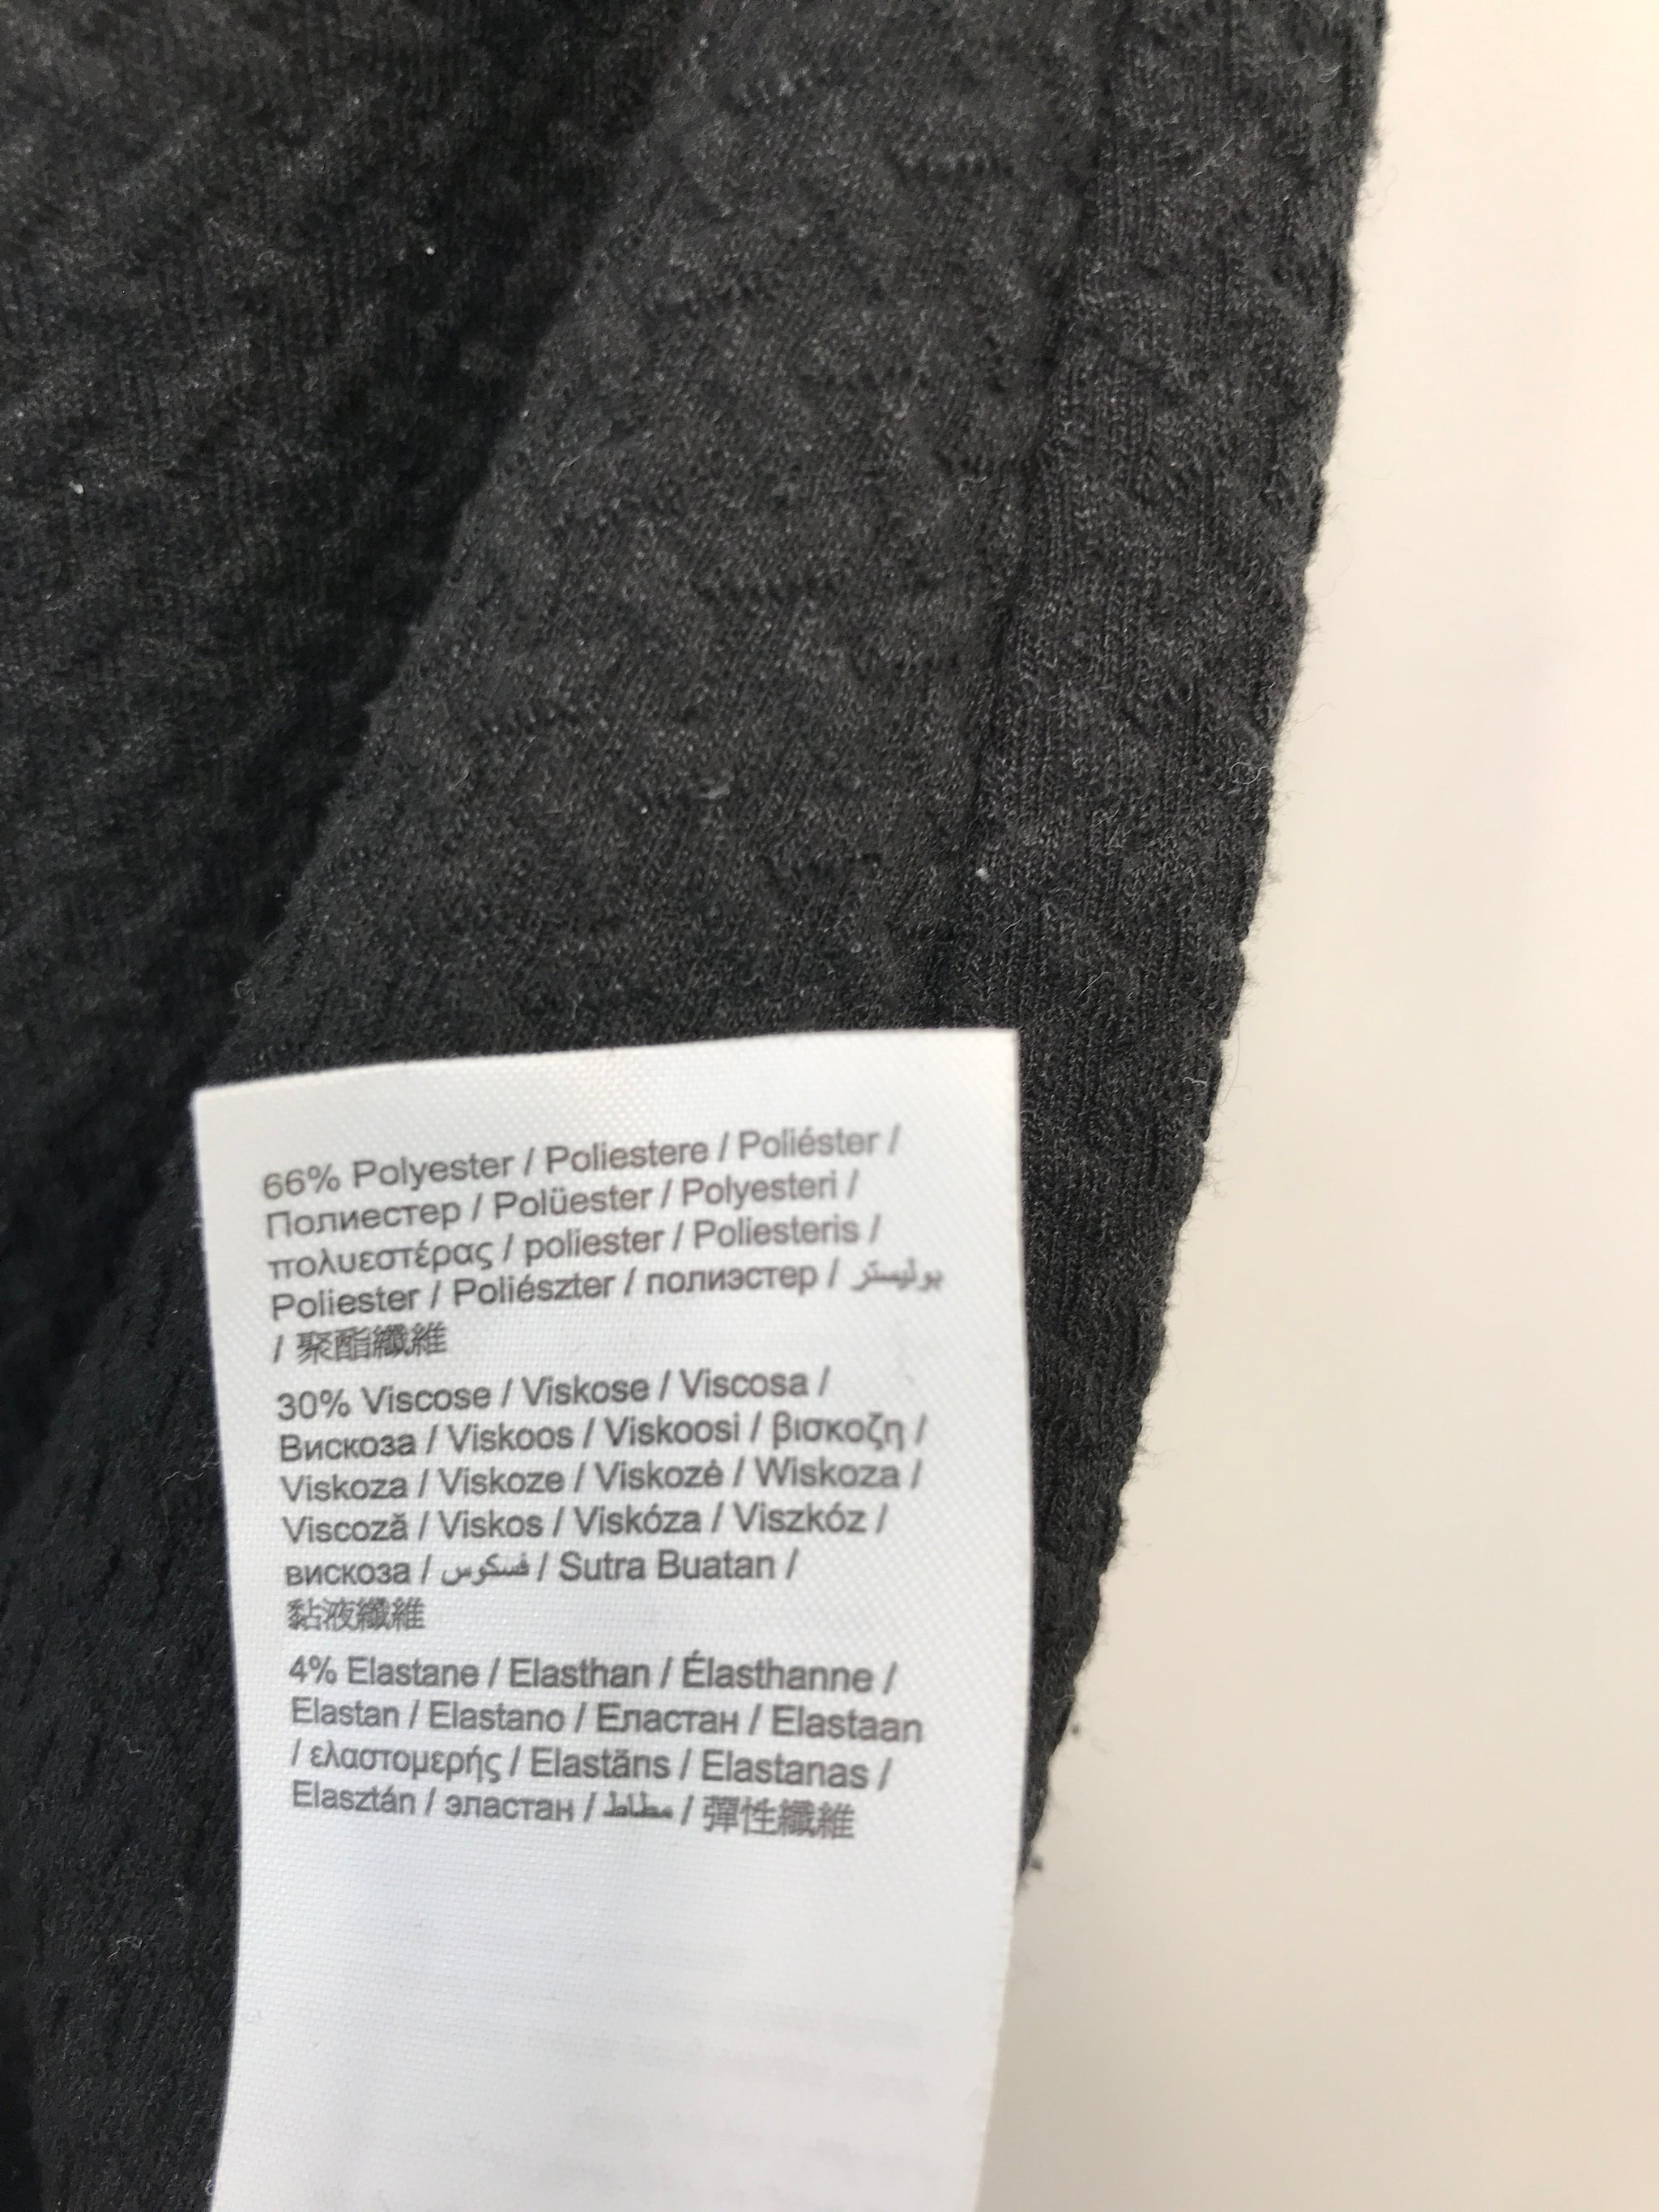 66% Polyester / Poliestere / Poliéster /
Полиестер / Polüester / Polyesteri /
πολυεστέρας / poliester / Poliesteris /
Poliester / Poliészter / полиэстер / بوليستر
/ 聚酯纖維
30% Viscose / Viskose / Viscosa /
Вискоза / Viskoos / Viskoosi / βισκοζη /
Viskoza / Viskoze / Viskozė / Wiskoza /
Viscoză / Viskos / Viskóza / Viszkóz /
вискоза / فسكوس / Sutra Buatan /
黏液纖維
4% Elastane / Elasthan / Élasthanne /
Elastan / Elastano / Еластан / Elastaan
/ ελαστομερής / Elastāns / Elastanas /
Elasztán / эластан / مطاط / 彈性纖維